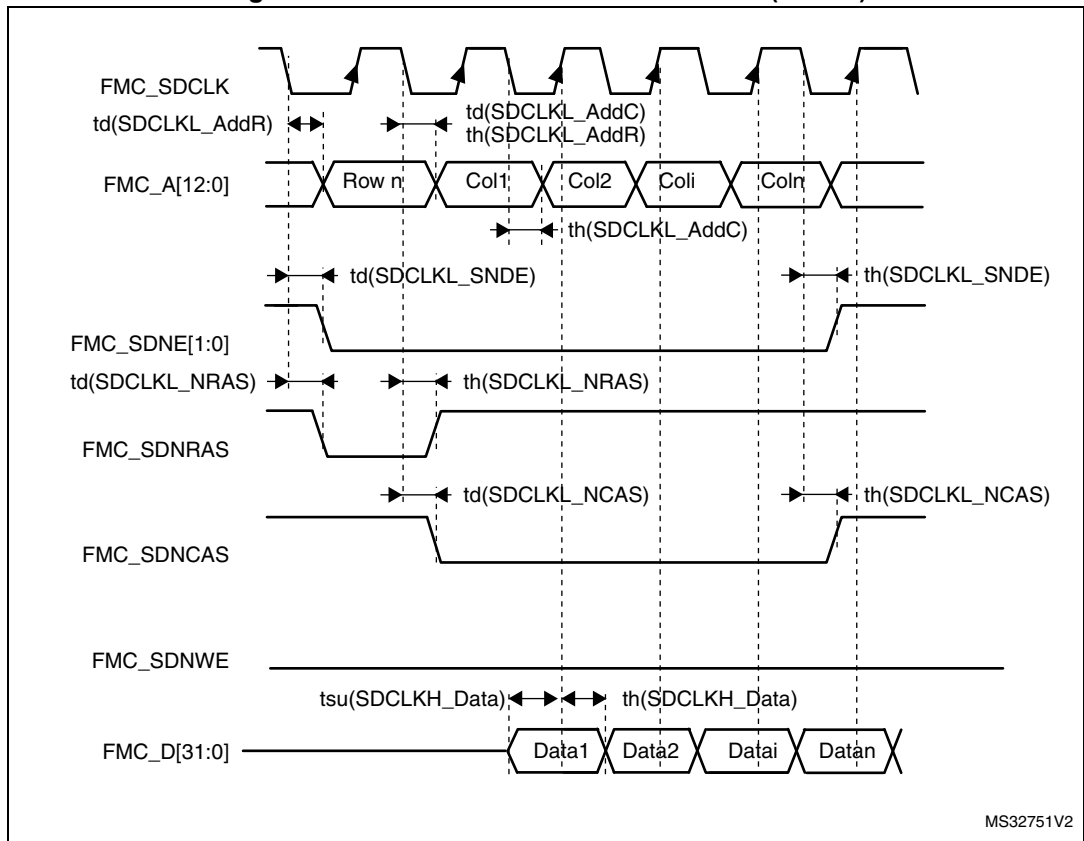 FMC_SDCLK
td(SDCLKL_AddR)
td(SDCLKL_AddC)
th(SDCLKL_AddR)
FMC_A[12:0]
Row n
Col1
Col2
Coli
Coln
th(SDCLKL_AddC)
td(SDCLKL_SNDE)
th(SDCLKL_SNDE)
FMC_SDNE[1:0]
td(SDCLKL_NRAS)
th(SDCLKL_NRAS)
FMC_SDNRAS
td(SDCLKL_NCAS)
th(SDCLKL_NCAS)
FMC_SDNCAS
FMC_SDNWE
tsu(SDCLKH_Data)
th(SDCLKH_Data)
FMC_D[31:0]
Data1
Data2
Datai
Datan
MS32751V2